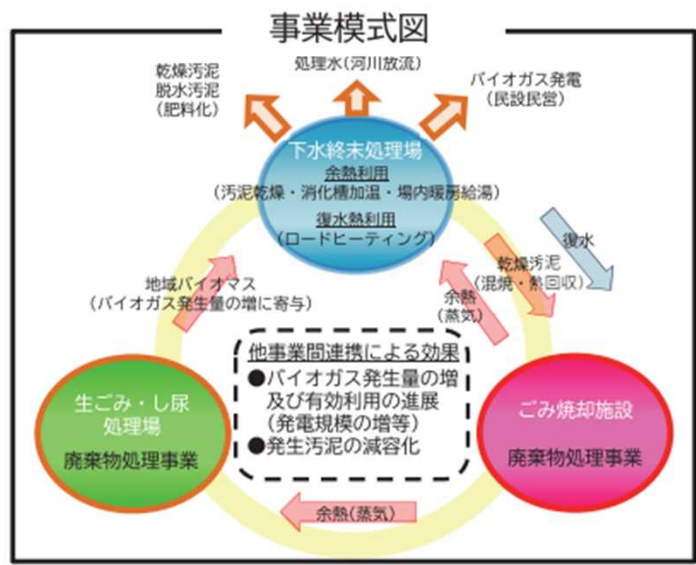 事業模式図
乾燥汚泥
脱水汚泥
(肥料化)
処理水(河川放流)
バイオガス発電
(民設民営)
下水終末処理場
余熱利用
(汚泥乾燥・消化槽加温・場内暖房給湯)
復水熱利用
(ロードヒーティング)
復水
乾燥汚泥
(混焼・熱回収)
余熱
(蒸気)
地域バイオマス
(バイオガス発生量の増に寄与)
他事業間連携による効果
●バイオガス発生量の増
及び有効利用の進展
(発電規模の増等)
●発生汚泥の減容化
生ごみ・し尿
処理場
廃棄物処理事業
ごみ焼却施設
廃棄物処理事業
余熱(蒸気)